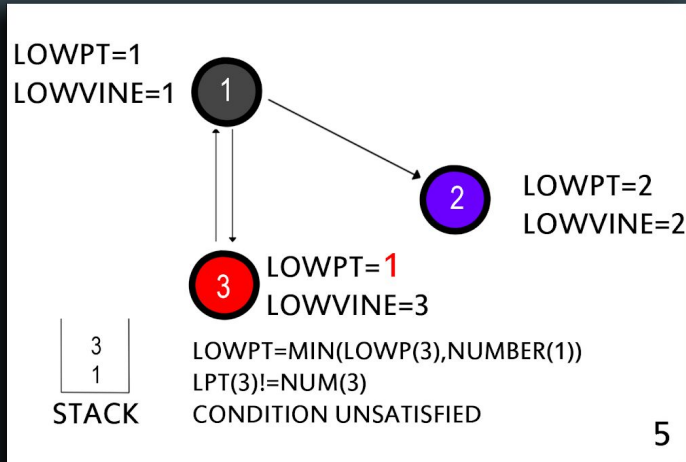 LOWPT=1
LOWVINE=1
1
2
LOWPT=2
LOWVINE=2
3
LOWPT=1
LOWVINE=3
3
1
STACK
LOWPT=MIN(LOWP(3),NUMBER(1))
LPT(3)!=NUM(3)
CONDITION UNSATISFIED
5